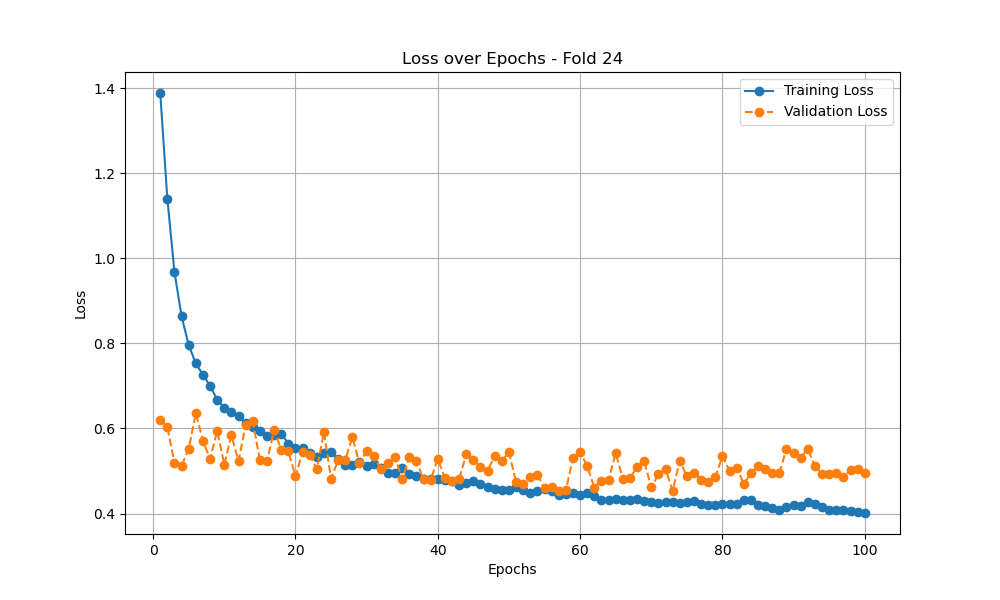 Loss over Epochs - Fold 24
Training Loss
Validation Loss
1.4
1.2
1.0
0.8
0.6
0.4
Loss
0 20 40 60 80 100
Epochs